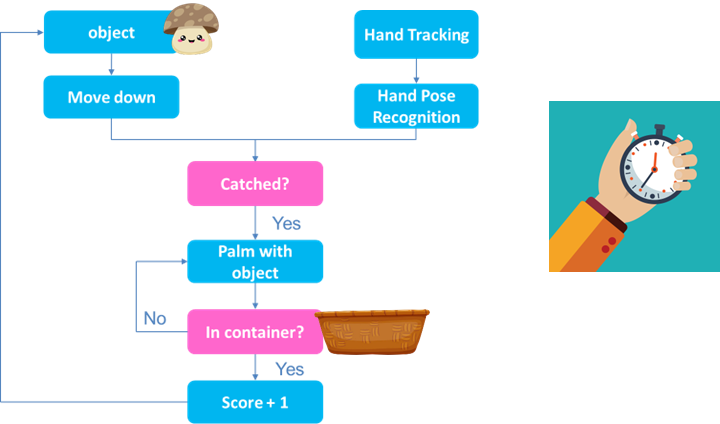 object
Hand Tracking
Move down
Hand Pose
Recognition
Catched?
Yes
Palm with
object
No
In container?
Yes
Score + 1